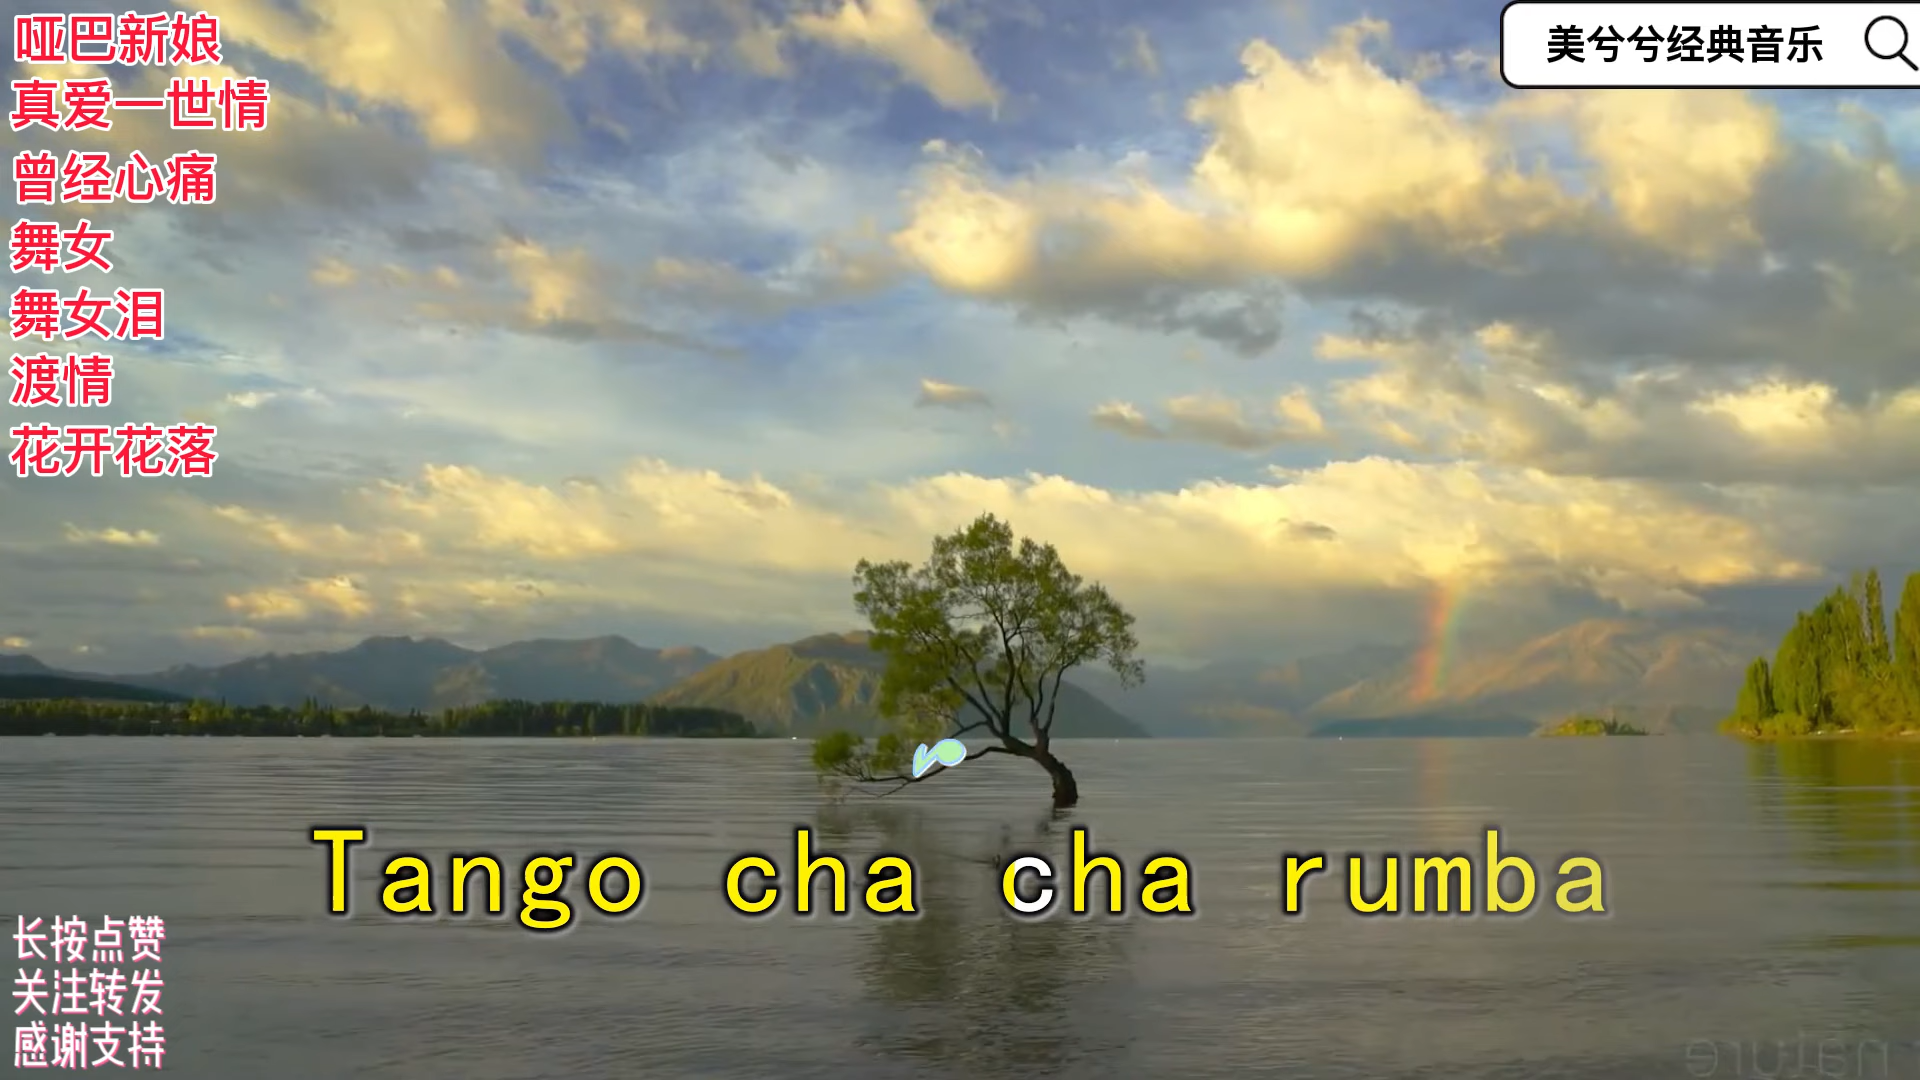 哑巴新娘
真爱一世情
曾经心痛
舞女
舞女泪
渡情
花开花落
美兮兮经典音乐
Tango cha cha rumba
长按点赞
关注转发
感谢支持
nature